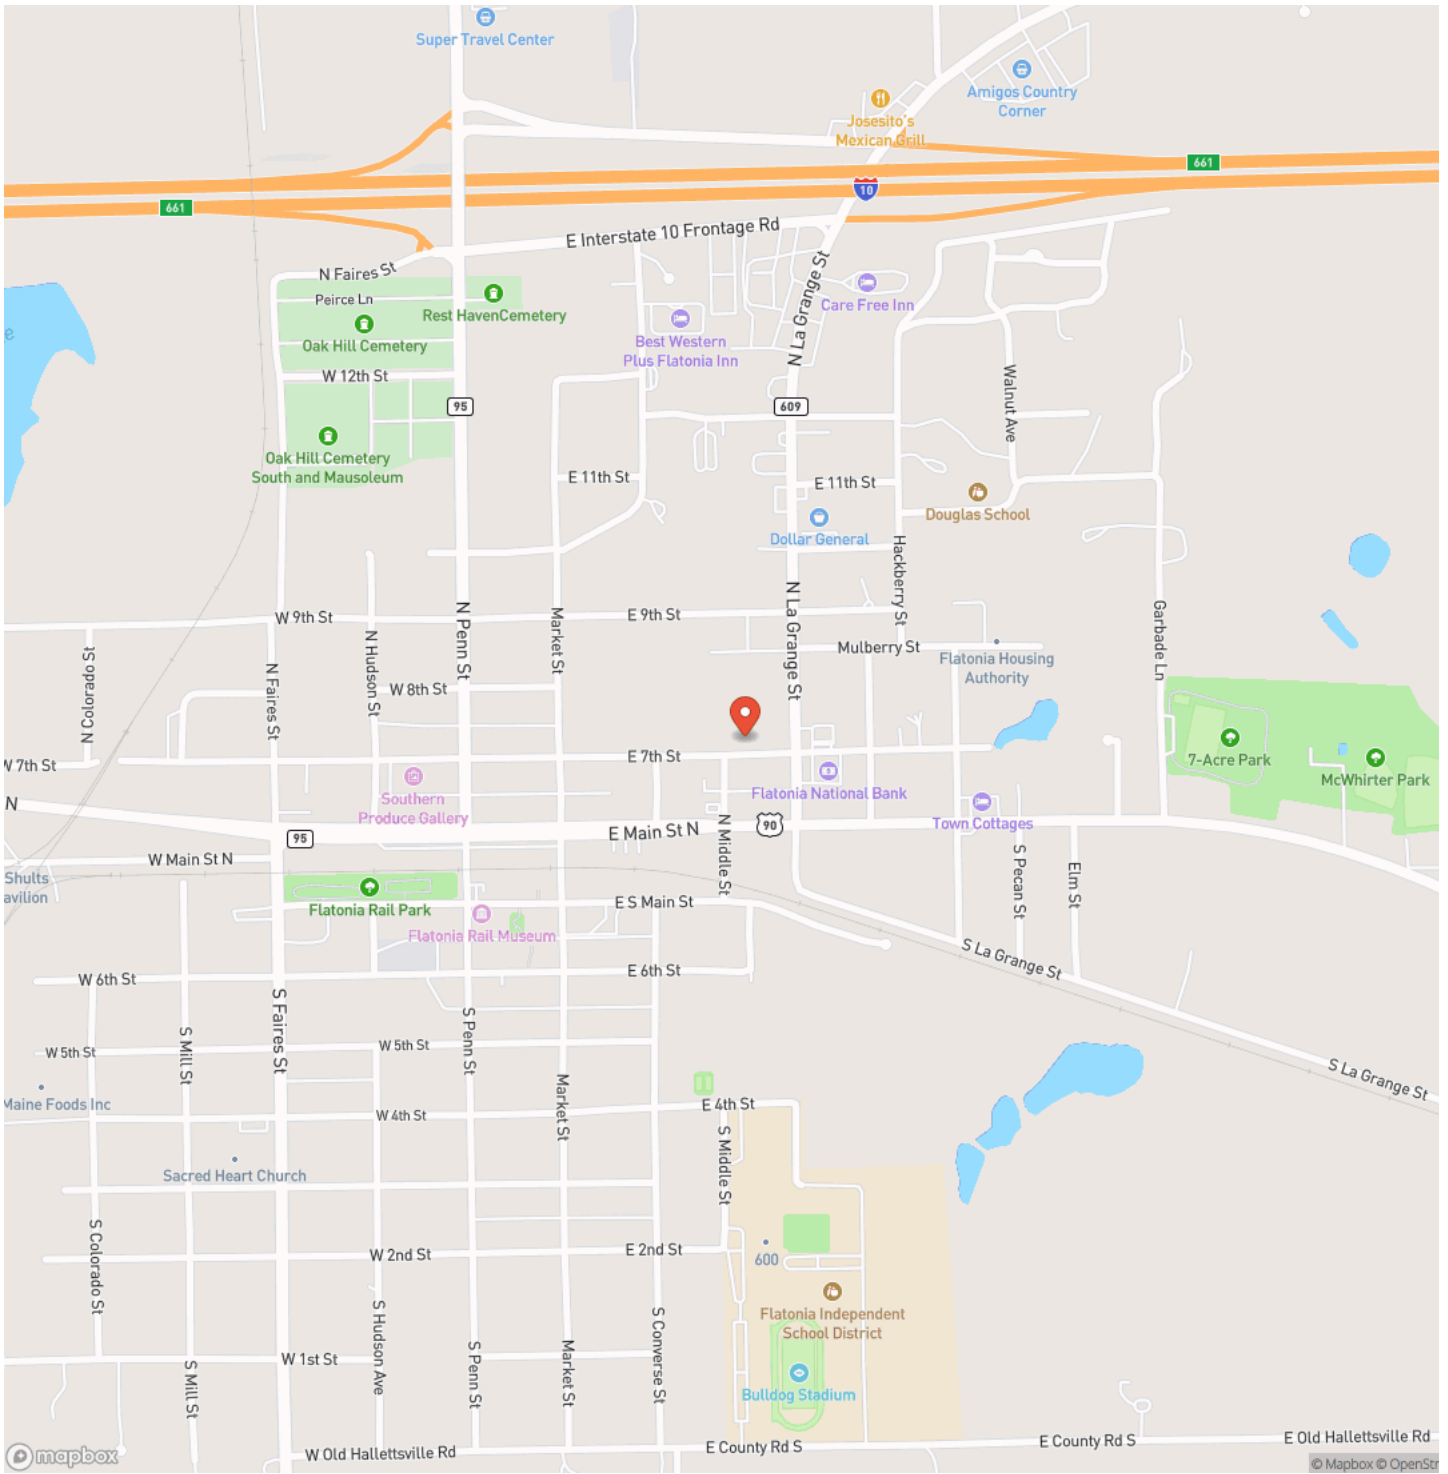 Super Travel Center
Amigos Country
Corner
Josesito's
Mexican Grill
661
10
661
E Interstate 10 Frontage Rd
N Faires St
Peirce Ln
Rest HavenCemetery
Oak Hill Cemetery
Care Free Inn
N La Grange St
Best Western
Plus Flatonia Inn
W 12th St
95
609
Walnut Ave
Oak Hill Cemetery
South and Mausoleum
E 11th St
E 11th St
Douglas School
Dollar General
Hackberry St
W 9th St
E 9th St
N Penn St
Market St
N La Grange St
Garbade Ln
N Colorado St
N Faires St
N Hudson St
Mulberry St
Flatonia Housing
Authority
W 8th St
W 7th St
E 7th St
7-Acre Park
McWhirter Park
Southern
Produce Gallery
Flatonia National Bank
Town Cottages
N
95
E Main St N
N Middle St
90
W Main St N
S Pecan St
Elm St
Shults
avilion
Flatonia Rail Park
E S Main St
Flatonia Rail Museum
S La Grange St
W 6th St
E 6th St
S Faires St
S Mill St
S Penn St
W 5th St
W 5th St
Market St
S La Grange St
Maine Foods Inc
W 4th St
E 4th St
S Middle St
Sacred Heart Church
S Colorado St
W 2nd St
E 2nd St
600
S Hudson Ave
S Converse St
Flatonia Independent
School District
W 1st St
S Mill St
S Penn St
Market St
Bulldog Stadium
W Old Hallettsville Rd
E County Rd S
E County Rd S
E Old Hallettsville Rd
mapbox
© Mapbox © OpenStr